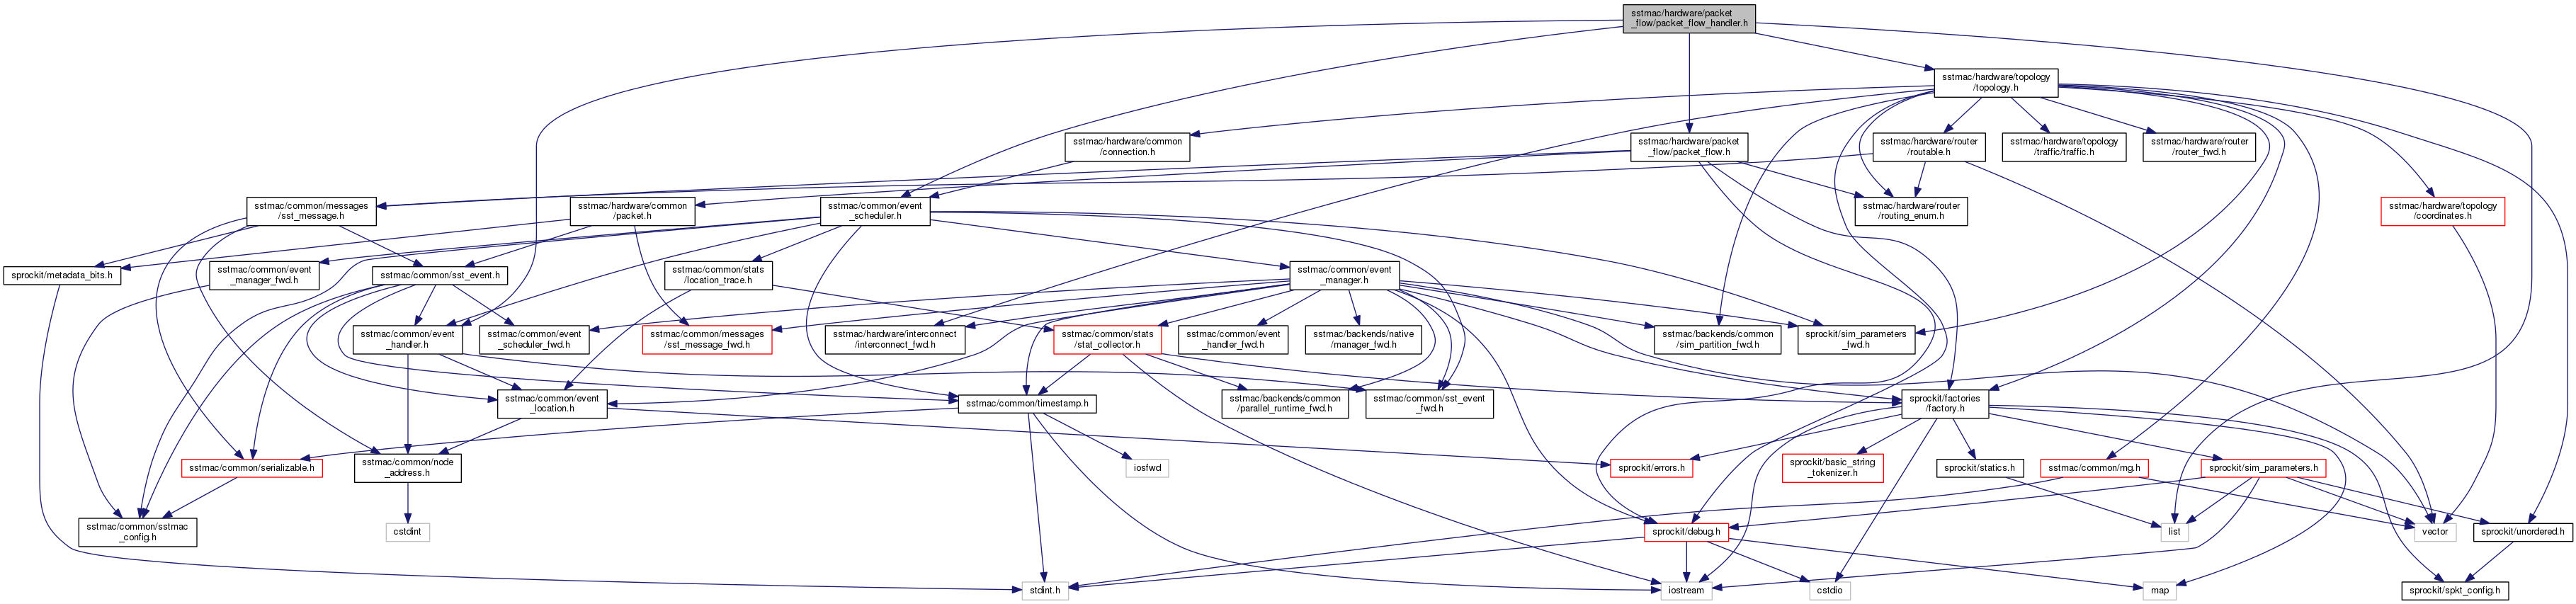 sstmac/hardware/packet
_flow/packet_flow_handler.h
sstmac/hardware/topology
/topology.h
sstmac/hardware/common
/connection.h
sstmac/hardware/packet
_flow/packet_flow.h
sstmac/hardware/router
/routable.h
sstmac/hardware/topology
/traffic/traffic.h
sstmac/hardware/router
/router_fwd.h
sstmac/common/messages
/sst_message.h
sstmac/hardware/common
/packet.h
sstmac/common/event
_scheduler.h
sstmac/hardware/router
/routing_enum.h
sstmac/hardware/topology
/coordinates.h
sprockit/metadata_bits.h
sstmac/common/event
_manager_fwd.h
sstmac/common/sst_event.h
sstmac/common/stats
/location_trace.h
sstmac/common/event
_manager.h
sstmac/common/event
_handler.h
sstmac/common/event
_scheduler_fwd.h
sstmac/common/messages
/sst_message_fwd.h
sstmac/hardware/interconnect
/interconnect_fwd.h
sstmac/common/stats
/stat_collector.h
sstmac/common/event
_handler_fwd.h
sstmac/backends/native
/manager_fwd.h
sstmac/backends/common
/sim_partition_fwd.h
sprockit/sim_parameters
_fwd.h
sstmac/common/event
_location.h
sstmac/common/timestamp.h
sstmac/backends/common
/parallel_runtime_fwd.h
sstmac/common/sst_event
_fwd.h
sprockit/factories
/factory.h
sstmac/common/serializable.h
sstmac/common/node
_address.h
iosfwd
sprockit/errors.h
sprockit/basic_string
_tokenizer.h
sprockit/statics.h
sstmac/common/rng.h
sprockit/sim_parameters.h
sstmac/common/sstmac
_config.h
cstdint
sprockit/debug.h
list
vector
sprockit/unordered.h
stdint.h
iostream
cstdio
map
sprockit/spkt_config.h